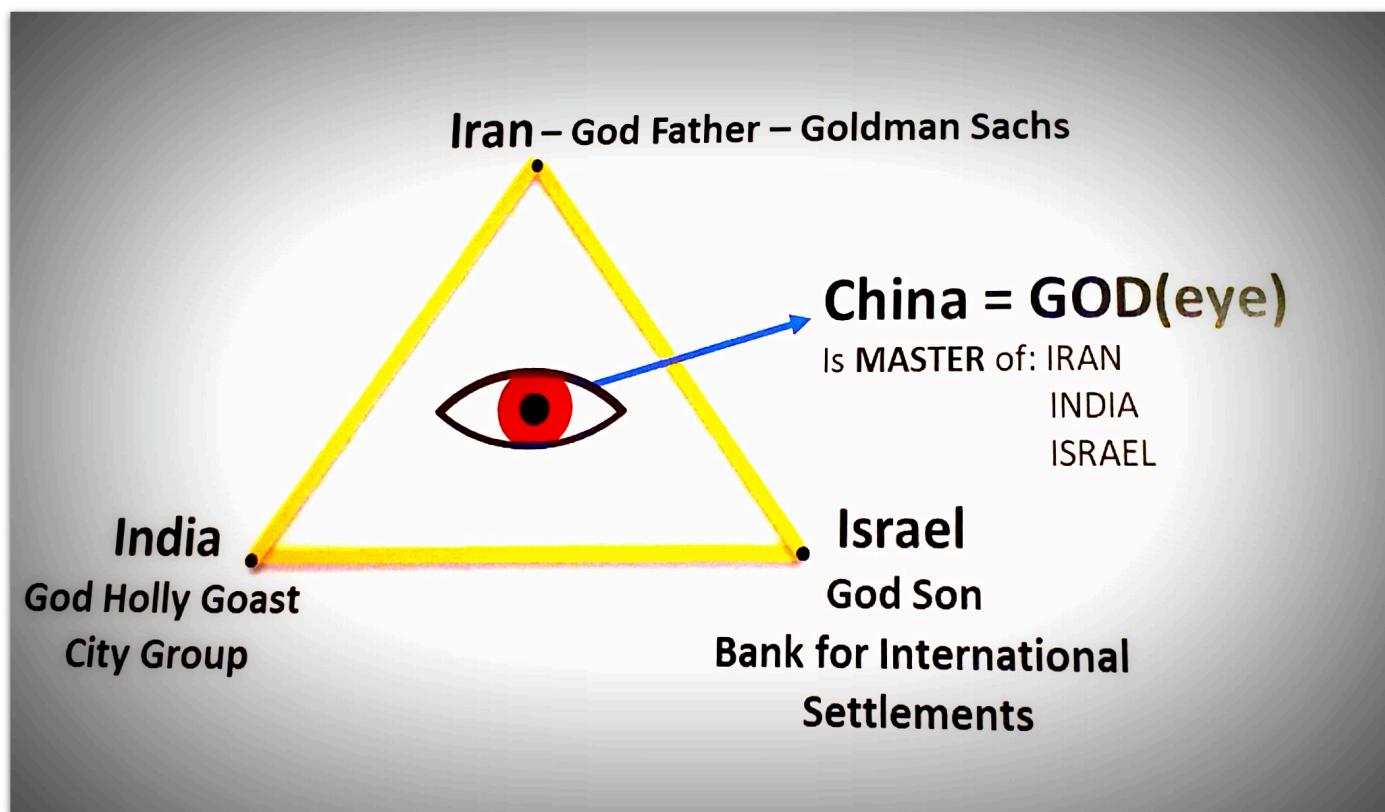 Iran – God Father – Goldman Sachs
China = GOD(eye)
Is MASTER of: IRAN
INDIA
ISRAEL
India
God Holly Goast
City Group
Israel
God Son
Bank for International
Settlements